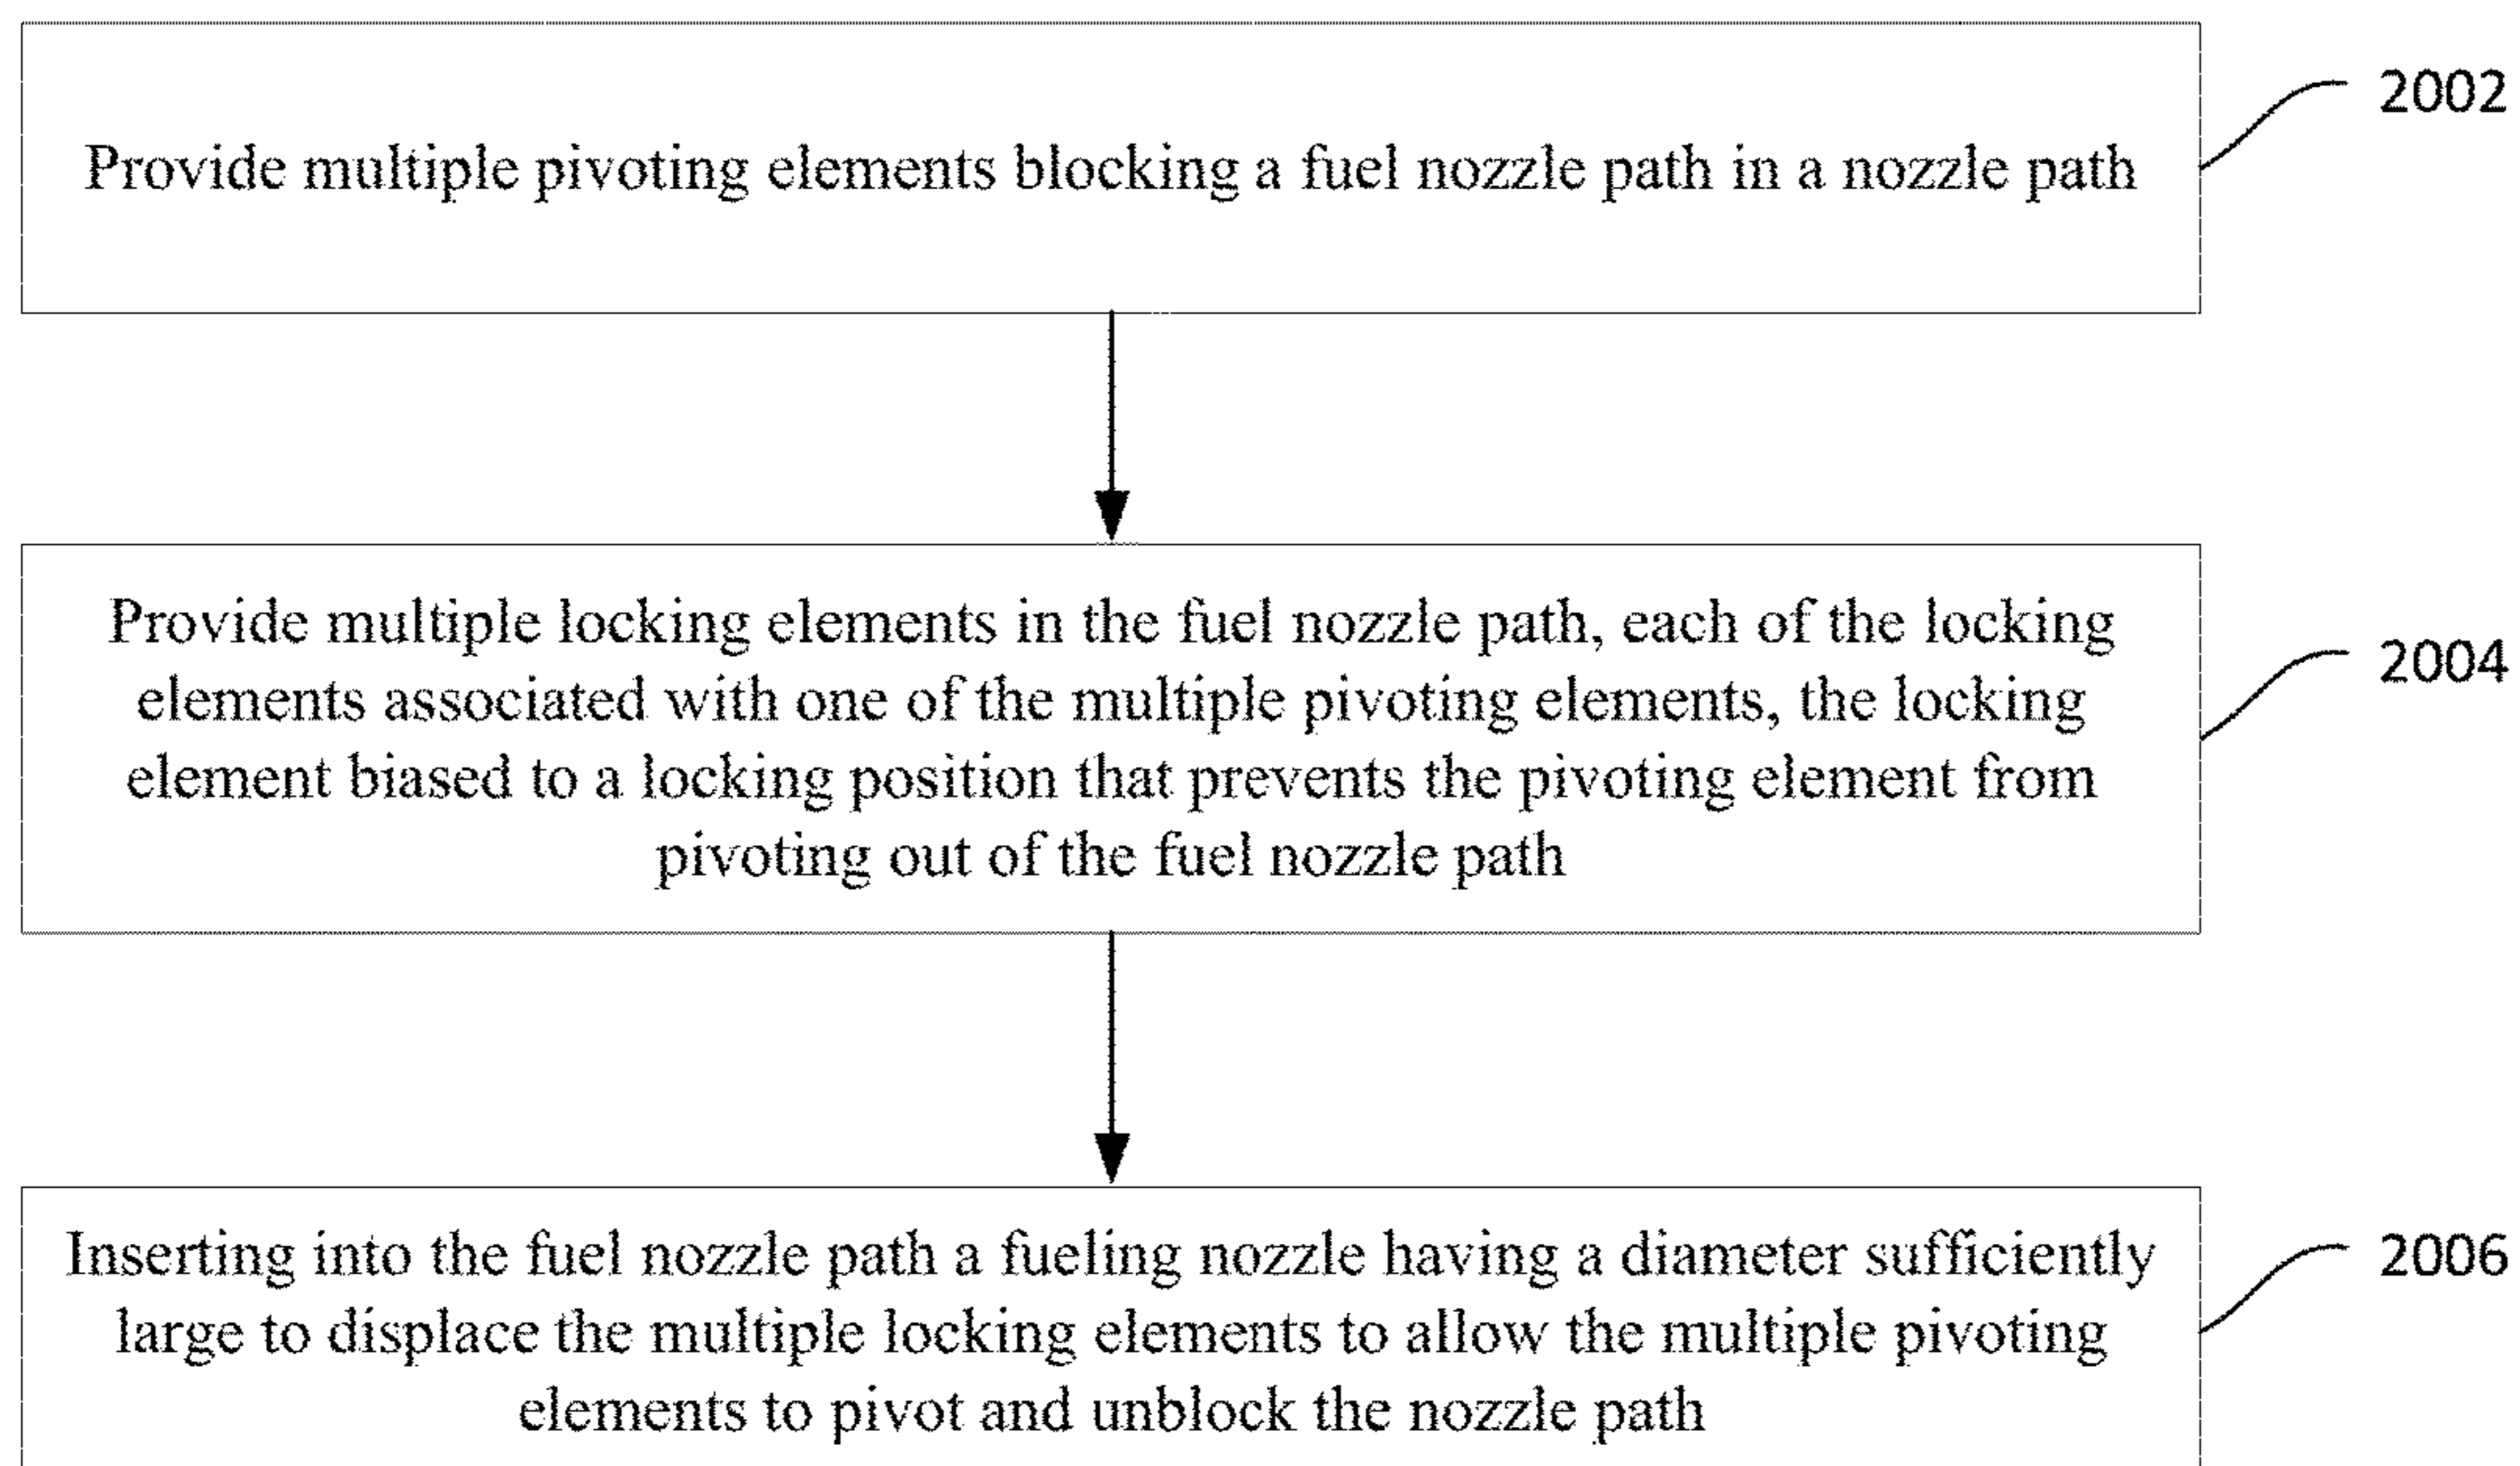 2002
Provide multiple pivoting elements blocking a fuel nozzle path in a nozzle path
Provide multiple locking elements in the fuel nozzle path, each of the locking
elements associated with one of the multiple pivoting elements, the locking
element biased to a locking position that prevents the pivoting element from
pivoting out of the fuel nozzle path
2004
Inserting into the fuel nozzle path a fueling nozzle having a diameter sufficiently
large to displace the multiple locking elements to allow the multiple pivoting
elements to pivot and unblock the nozzle path
2006